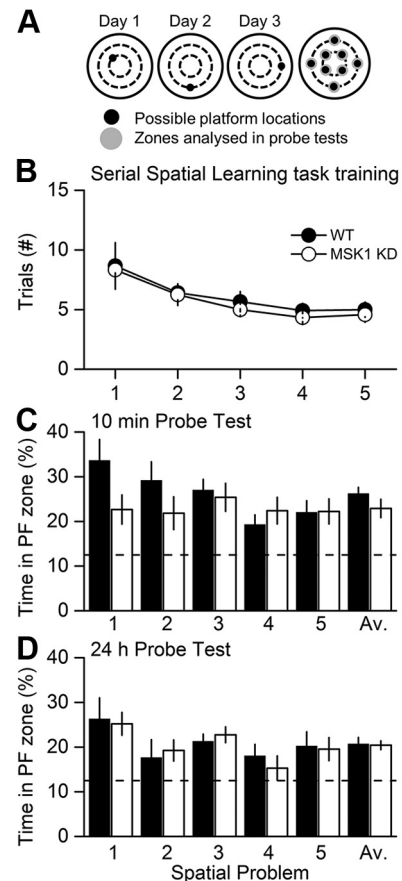 A
Day 1 Day 2 Day 3
Possible platform locations
Zones analysed in probe tests
B
Serial Spatial Learning task training
15
10
5
0
Trials (#)
WT
MSK1 KD
1 2 3 4 5
C
10 min Probe Test
40
30
20
10
0
Time in PF zone (%)
1 2 3 4 5 Av.
D
24 h Probe Test
40
30
20
10
0
Time in PF zone (%)
1 2 3 4 5 Av.
Spatial Problem